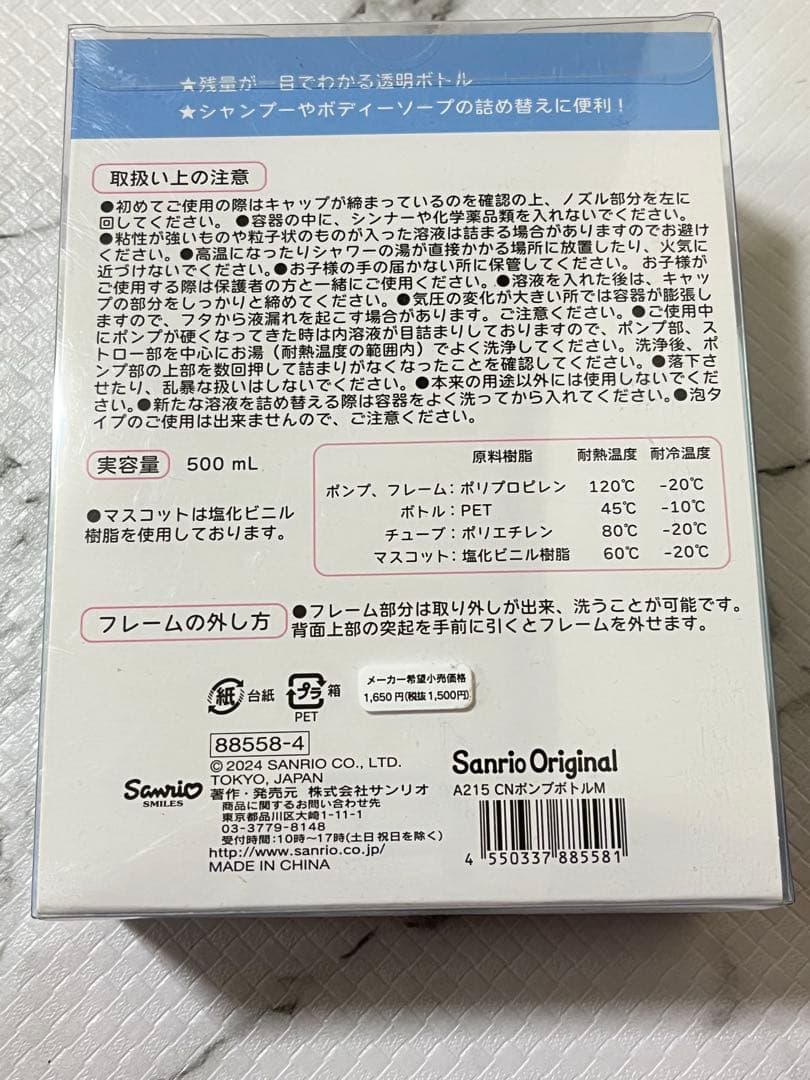 ★残量が一目でわかる透明ボトル
★シャンプーやボディーソープの詰め替えに便利！
取扱い上の注意
●初めてご使用の際はキャップが締まっているのを確認の上、ノズル部分を左に
回してください。●容器の中に、シンナーや化学薬品類を入れないでください。
●粘性が強いものや粒子状のものが入った溶液は詰まる場合がありますのでお避け
ください。●高温になったりシャワーの湯が直接かかる場所に放置したり、火気に
近づけないでください。●お子様の手の届かない所に保管してください。お子様が
ご使用する際は保護者の方と一緒にご使用ください。●溶液を入れた後は、キャッ
プの部分をしっかりと締めてください。●気圧の変化が大きい所では容器が膨張し
ますので、フタから液漏れを起こす場合があります。ご注意ください。●ご使用中
にポンプが硬くなってきた時は内溶液が目詰まりしておりますので、ポンプ部、ス
トロー部を中心にお湯（耐熱温度の範囲内）でよく洗浄してください。洗浄後、ポ
ンプ部の上部を数回押して詰まりがなくなったことを確認してください。●落下さ
せたり、乱暴な扱いはしないでください。●本来の用途以外には使用しないでくだ
さい。●新たな溶液を詰め替える際は容器をよく洗ってから入れてください。●泡タ
イプのご使用は出来ませんので、ご注意ください。
実容量 500 mL
●マスコットは塩化ビニル
樹脂を使用しております。
原料樹脂 耐熱温度 耐冷温度
ポンプ、フレーム：ポリプロピレン 120℃ -20℃
ボトル：PET 45℃ -10℃
チューブ：ポリエチレン 80℃ -20℃
マスコット：塩化ビニル樹脂 60℃ -20℃
フレームの外し方
●フレーム部分は取り外しが出来、洗うことが可能です。
背面上部の突起を手前に引くとフレームを外せます。
紙 台紙 プラ 箱
PET
メーカー希望小売価格
1,650円(税抜1,500円)
88558-4
© 2024 SANRIO CO., LTD.
TOKYO, JAPAN
Sanrio
SMILES
著作・発売元 株式会社サンリオ
商品に関するお問い合わせ先
東京都品川区大崎1-11-1
03-3779-8148
受付時間：10時〜17時(土日祝日を除く)
http://www.sanrio.co.jp/
MADE IN CHINA
Sanrio Original
A215 CNポンプボトルM
4 550337 885581